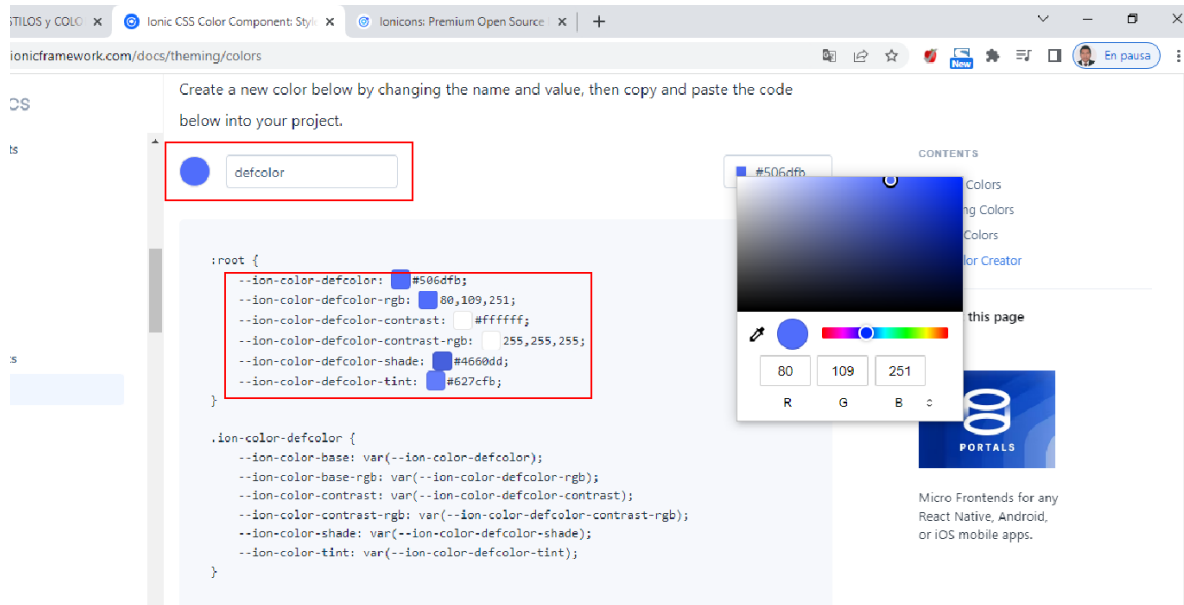 STILOS y COLO
Ionic CSS Color Component: Style
Ionicons: Premium Open Source I
ionicframework.com/docs/theming/colors
New
En pausa
cs
Create a new color below by changing the name and value, then copy and paste the code
below into your project.
ts
defcolor
#506dfb
CONTENTS
Colors
ng Colors
Colors
lor Creator
this page
:root {
--ion-color-defcolor: #506dfb;
--ion-color-defcolor-rgb: 80,109,251;
--ion-color-defcolor-contrast: #ffffff;
--ion-color-defcolor-contrast-rgb: 255,255,255;
--ion-color-defcolor-shade: #4660dd;
--ion-color-defcolor-tint: #627cfb;
}
80 109 251
R G B
s
.ion-color-defcolor {
--ion-color-base: var(--ion-color-defcolor);
--ion-color-base-rgb: var(--ion-color-defcolor-rgb);
--ion-color-contrast: var(--ion-color-defcolor-contrast);
--ion-color-contrast-rgb: var(--ion-color-defcolor-contrast-rgb);
--ion-color-shade: var(--ion-color-defcolor-shade);
--ion-color-tint: var(--ion-color-defcolor-tint);
}
PORTALS
Micro Frontends for any
React Native, Android,
or iOS mobile apps.